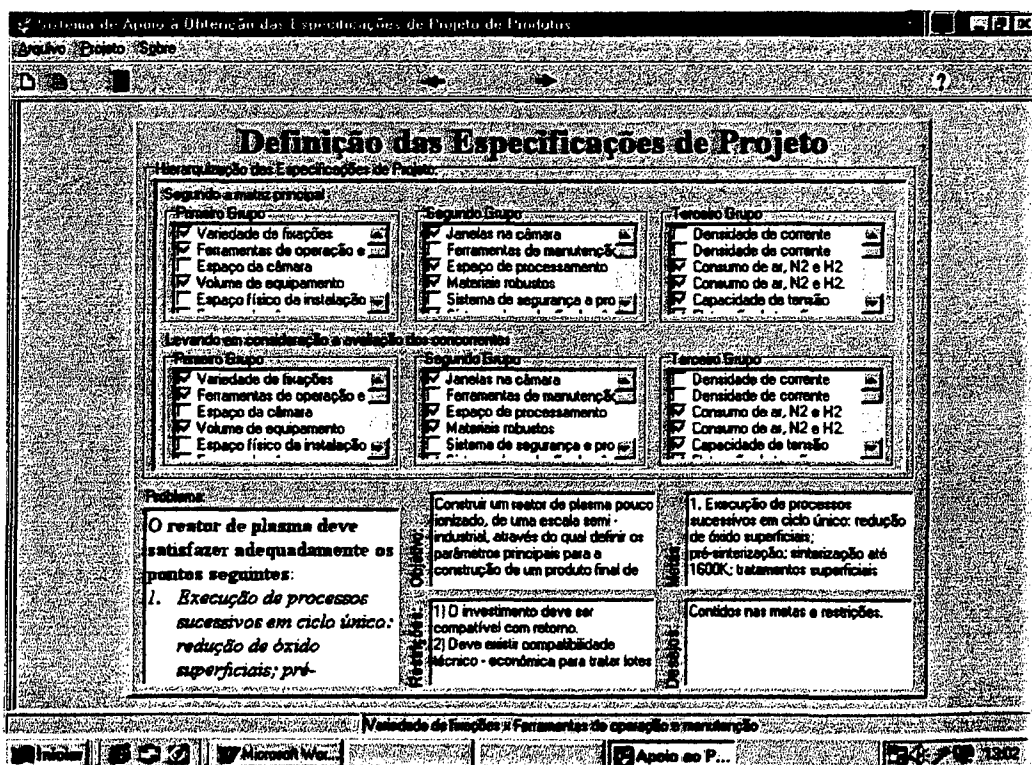 Sistema de Apoio à Obtenção das Especificações de Projeto de Produtos
Arquivo Projeto Sobre
?
Definição das Especificações de Projeto
Hierarquização das Especificações de Projeto
Segundo a matriz principal
Primeiro Grupo
Variedade de fixações
Ferramentas de operação e
Espaço da câmara
Volume de equipamento
Espaço físico da instalação
Segundo Grupo
Janelas na câmara
Ferramentas de manutenção
Espaço de processamento
Materiais robustos
Sistema de segurança e pro
Terceiro Grupo
Densidade de corrente
Densidade de corrente
Consumo de ar, N2 e H2
Consumo de ar, N2 e H2.
Capacidade de tensão
Levando em consideração a avaliação dos concorrentes
Primeiro Grupo
Variedade de fixações
Ferramentas de operação e
Espaço da câmara
Volume de equipamento
Espaço físico da instalação
Segundo Grupo
Janelas na câmara
Ferramentas de manutenção
Espaço de processamento
Materiais robustos
Sistema de segurança e pro
Terceiro Grupo
Densidade de corrente
Densidade de corrente
Consumo de ar, N2 e H2
Consumo de ar, N2 e H2.
Capacidade de tensão
Problema:
O reator de plasma deve
satisfazer adequadamente os
pontos seguintes:
1. Execução de processos
sucessivos em ciclo único:
redução de óxido
superficiais; pré-
Objetivo:
Construir um reator de plasma pouco
ionizado, de uma escala semi -
industrial, através do qual definir os
parâmetros principais para a
construção de um produto final de
Metas:
1. Execução de processos
sucessivos em ciclo único: redução
de óxido superficiais;
pré-sinterização; sinterização até
1600K; tratamentos superficiais
Restrições:
1) O investimento deve ser
compatível com retorno.
2) Deve existir compatibilidade
técnico - econômica para tratar lotes
Desejos:
Contidos nas metas e restrições.
Variedade de fixações x Ferramentas de operação e manutenção
Iniciar
Microsoft Wor...
Apoio ao P...
13:02